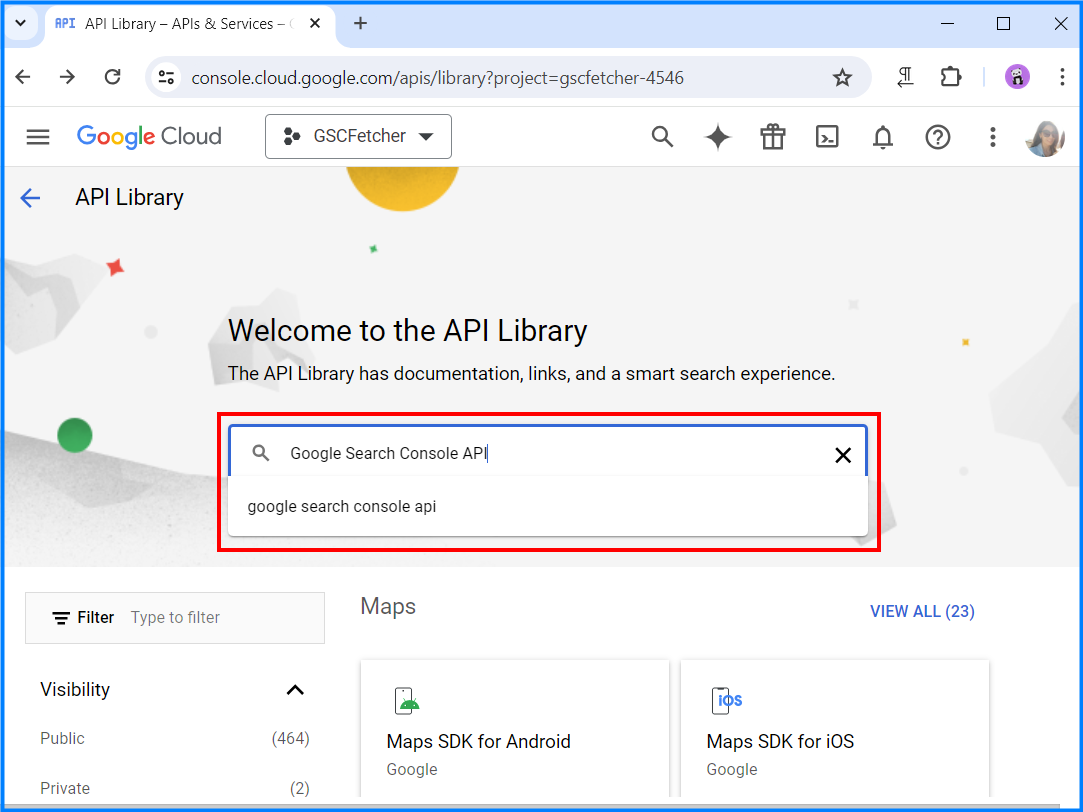 API API Library – APIs & Services –
console.cloud.google.com/apis/library?project=gscfetcher-4546
Google Cloud GSCFetcher
API Library
Welcome to the API Library
The API Library has documentation, links, and a smart search experience.
Google Search Console API
google search console api
Filter Type to filter
Maps
VIEW ALL (23)
Visibility
Public (464)
Private (2)
Maps SDK for Android
Google
iOS
Maps SDK for iOS
Google